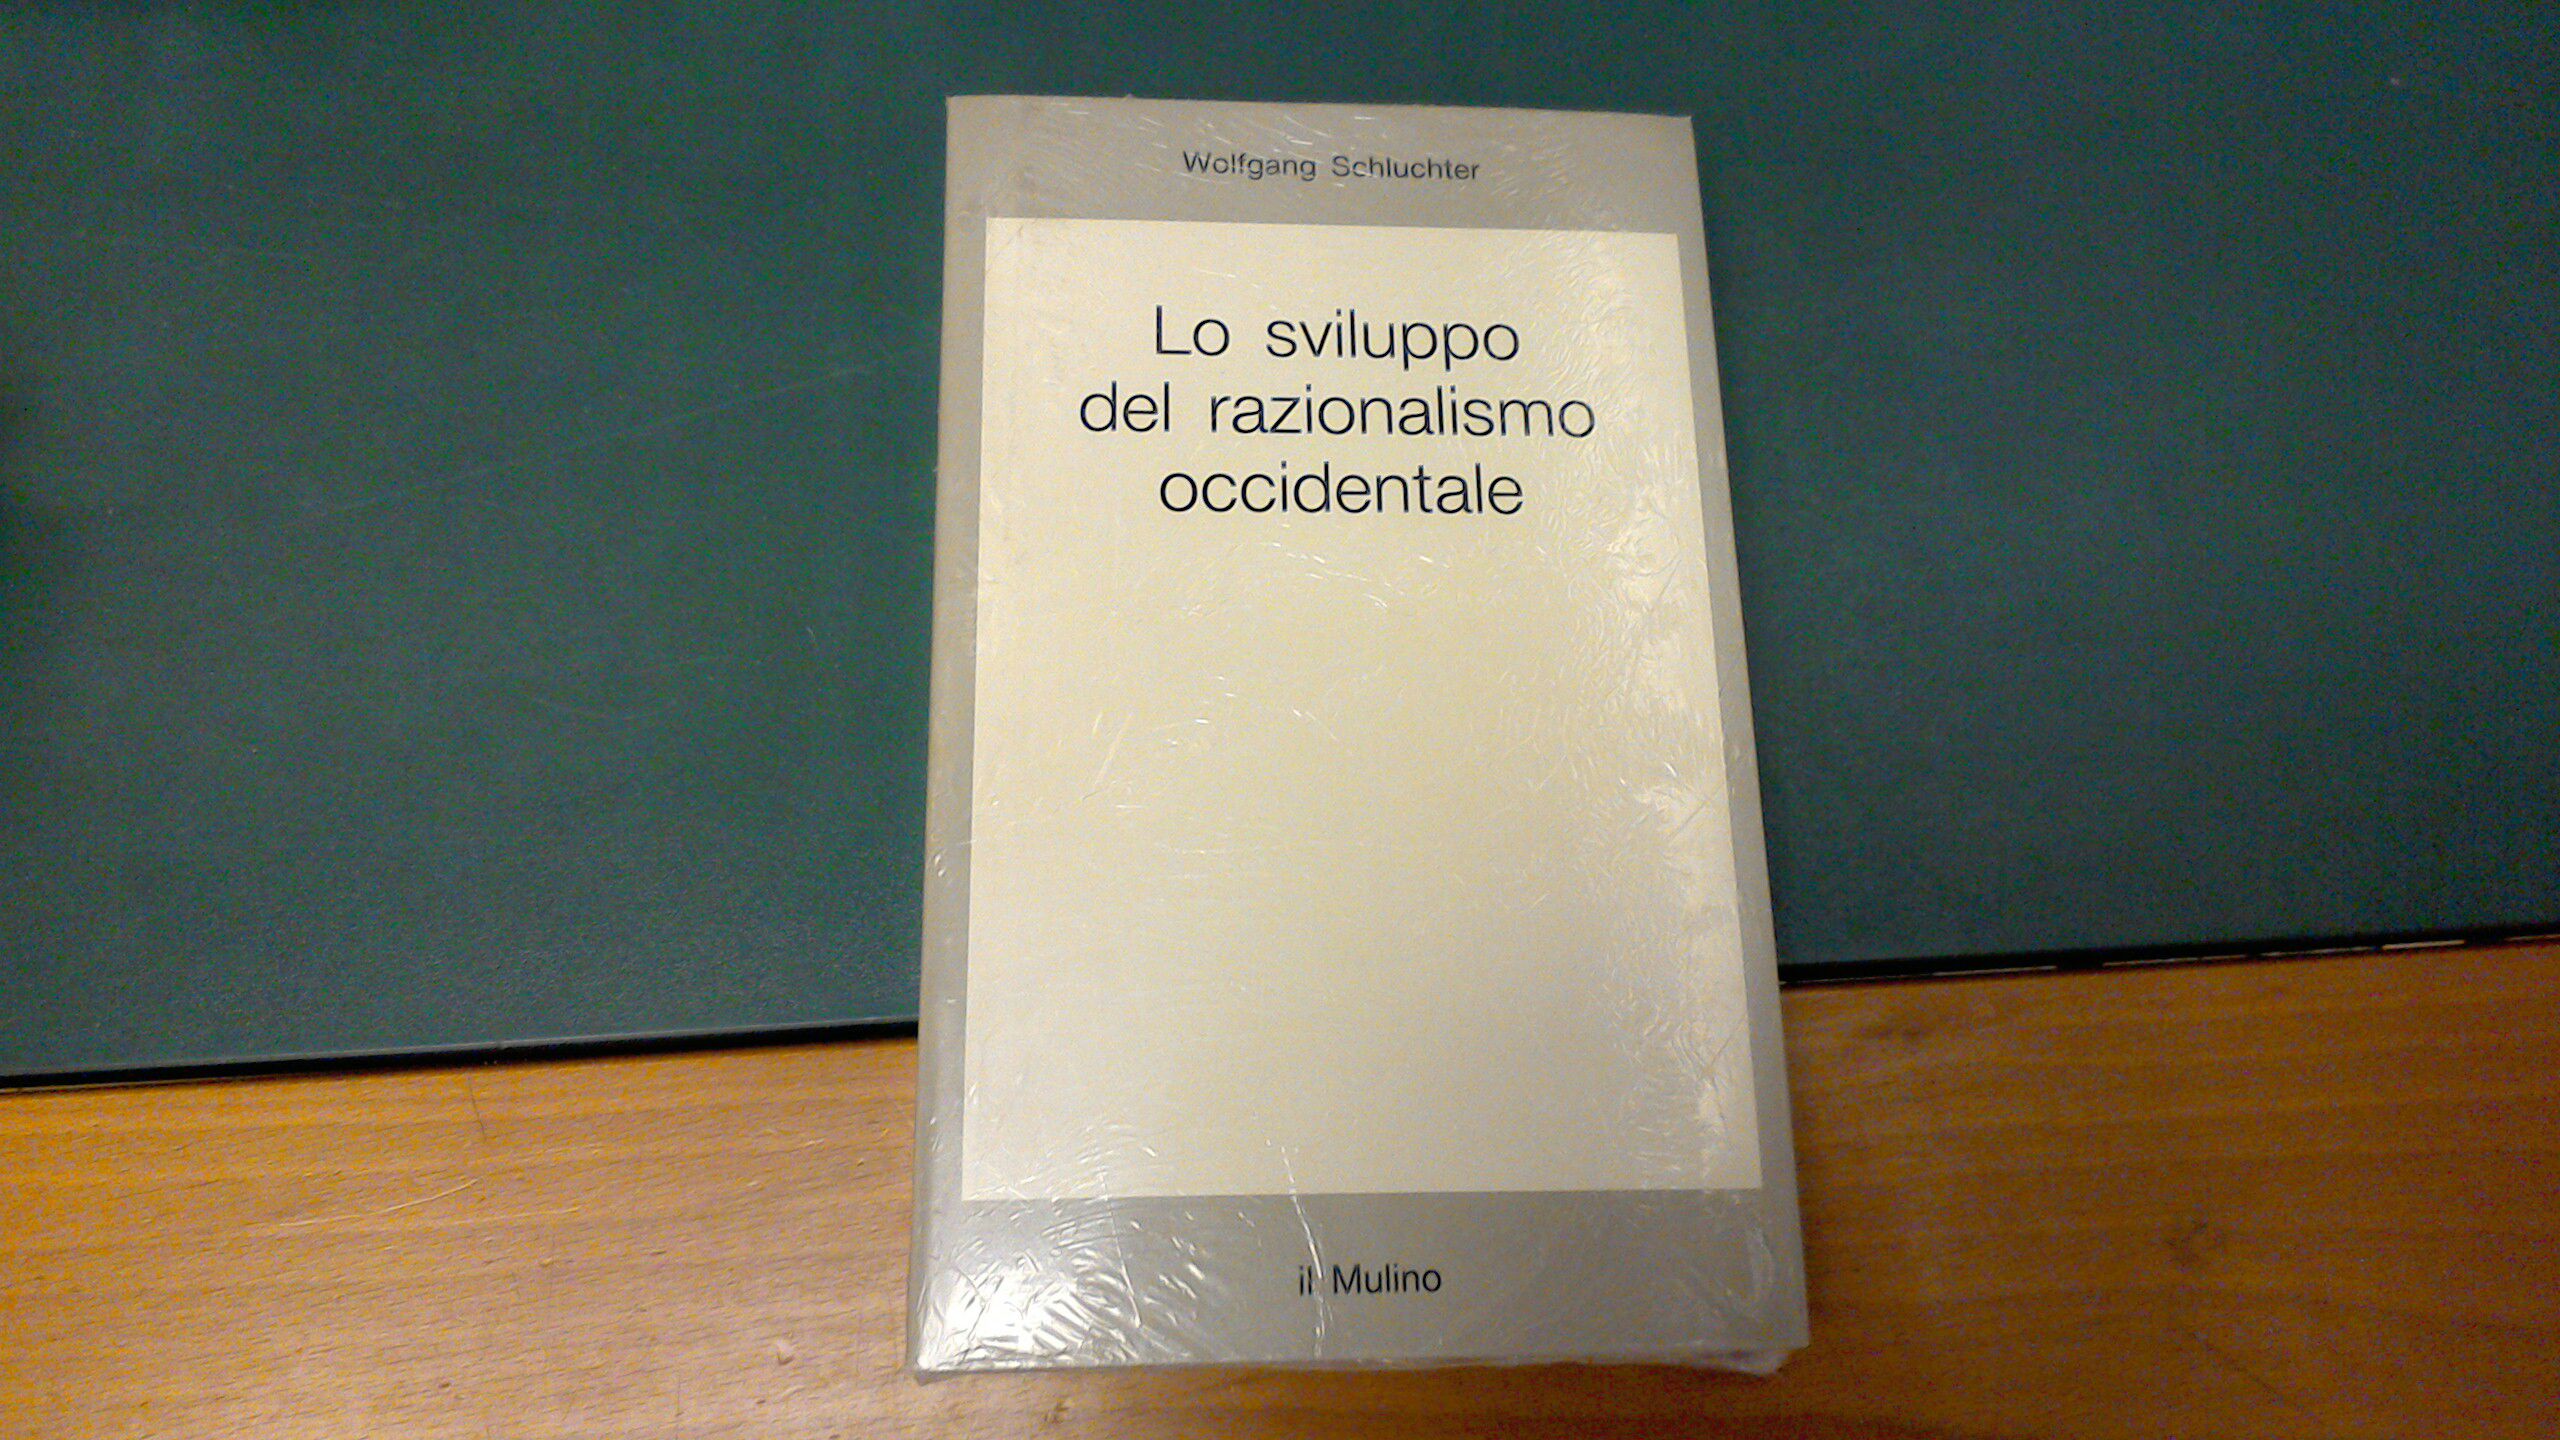 Wolfgang Schluchter
Lo sviluppo
del razionalismo
occidentale
il Mulino